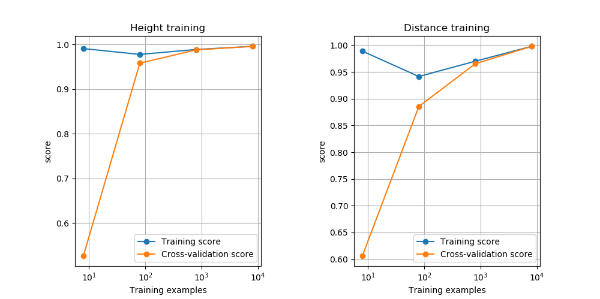 Height training
score
1.0
0.9
0.8
0.7
0.6
10¹
10²
10³
10⁴
Training examples
Training score
Cross-validation score
Distance training
score
1.00
0.95
0.90
0.85
0.80
0.75
0.70
0.65
0.60
10¹
10²
10³
10⁴
Training examples
Training score
Cross-validation score